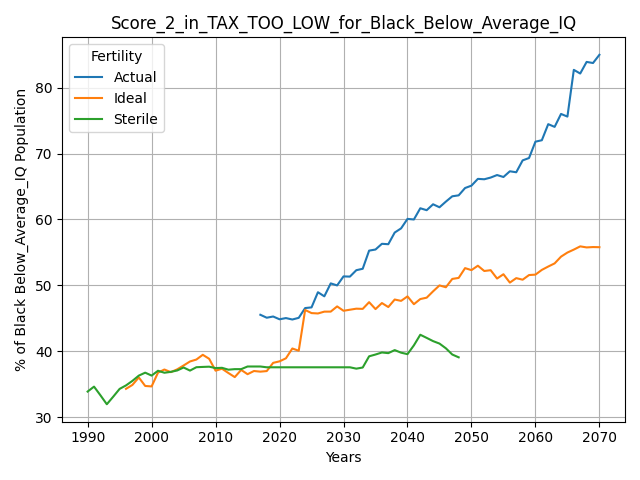 Score_2_in_TAX_TOO_LOW_for_Black_Below_Average_IQ
Fertility
Actual
Ideal
Sterile
% of Black Below_Average_IQ Population
80
70
60
50
40
30
1990 2000 2010 2020 2030 2040 2050 2060 2070
Years